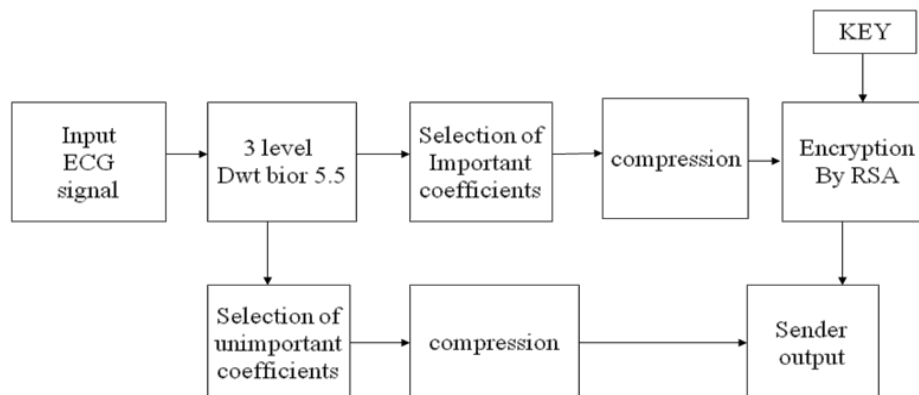 KEY
Input
ECG
signal
3 level
Dwt bior 5.5
Selection of
Important
coefficients
compression
Encryption
By RSA
Selection of
unimportant
coefficients
compression
Sender
output